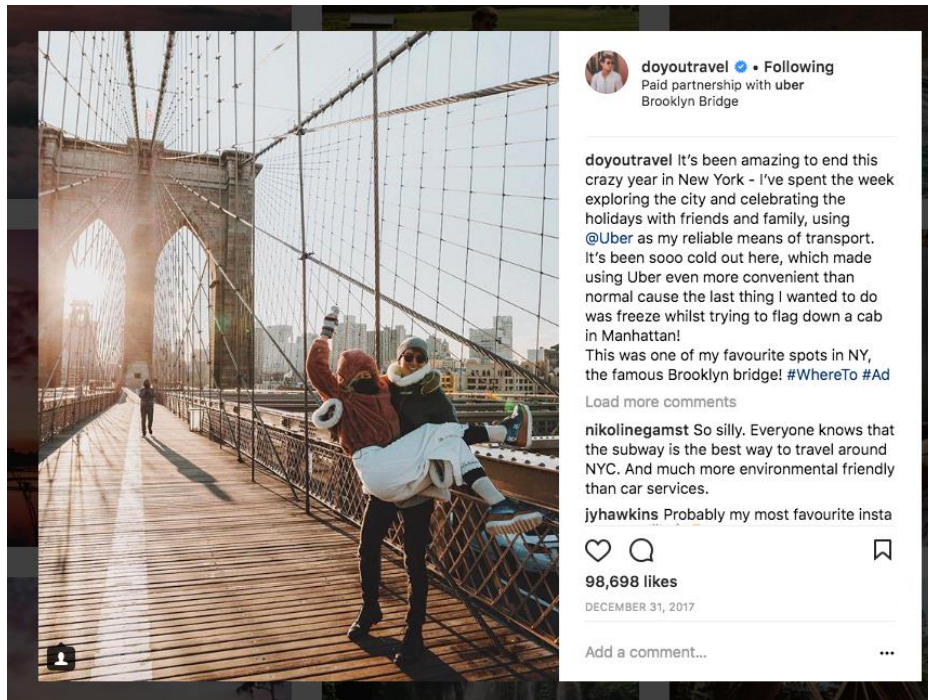 doyoutravel • Following
Paid partnership with uber
Brooklyn Bridge
doyoutravel It's been amazing to end this
crazy year in New York - I've spent the week
exploring the city and celebrating the
holidays with friends and family, using
@Uber as my reliable means of transport.
It's been sooo cold out here, which made
using Uber even more convenient than
normal cause the last thing I wanted to do
was freeze whilst trying to flag down a cab
in Manhattan!
This was one of my favourite spots in NY,
the famous Brooklyn bridge! #WhereTo #Ad
Load more comments
nikolinegamst So silly. Everyone knows that
the subway is the best way to travel around
NYC. And much more environmental friendly
than car services.
jyhawkins Probably my most favourite insta
98,698 likes
DECEMBER 31, 2017
Add a comment...